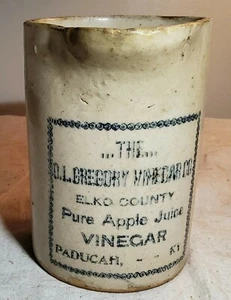 ...THE...
O.L. GREGORY VINEGAR CO.
ELKO COUNTY
Pure Apple Juice
VINEGAR
PADUCAH, - - KY